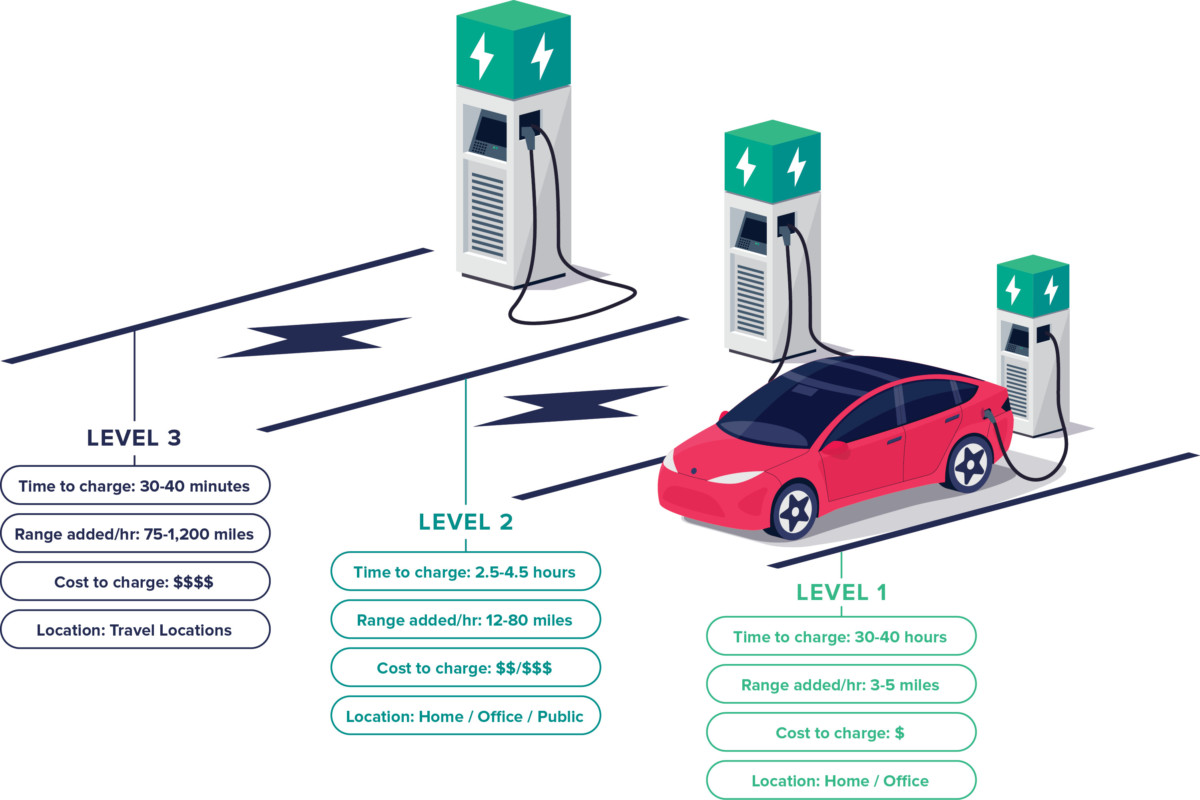 LEVEL 3
Time to charge: 30-40 minutes
Range added/hr: 75-1,200 miles
Cost to charge: $$$$
Location: Travel Locations
LEVEL 2
Time to charge: 2.5-4.5 hours
Range added/hr: 12-80 miles
Cost to charge: $$/$$$
Location: Home / Office / Public
LEVEL 1
Time to charge: 30-40 hours
Range added/hr: 3-5 miles
Cost to charge: $
Location: Home / Office